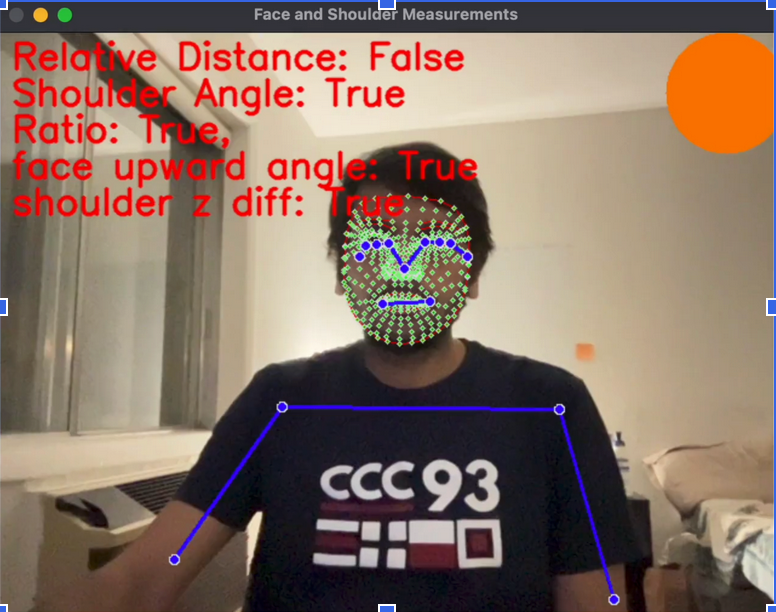 Face and Shoulder Measurements
Relative Distance: False
Shoulder Angle: True
Ratio: True,
face upward angle: True
shoulder z diff: True
CCC 93